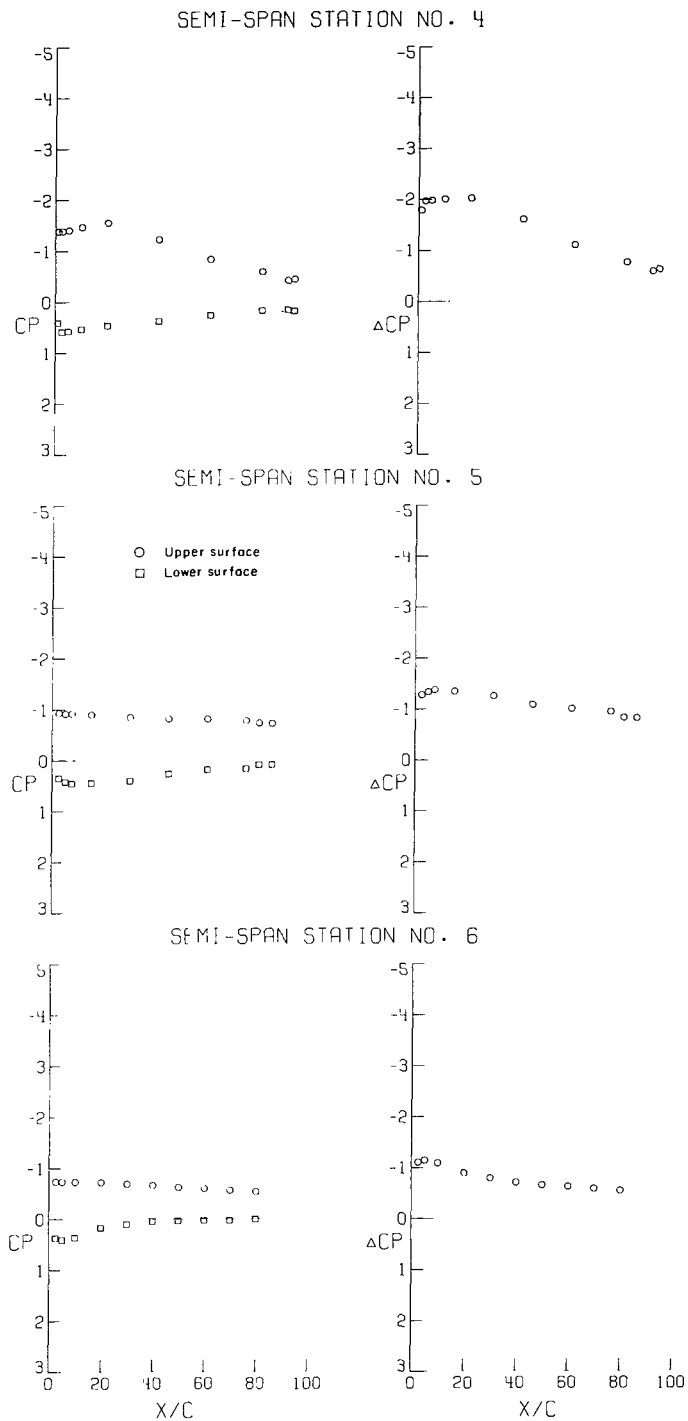 SEMI-SPAN STATION NO. 4
-5 -5
-4 -4
-3 -3
-2 -2
-1 -1
0 0
CP ΔCP
1 1
2 2
3 3
SEMI-SPAN STATION NO. 5
-5 -5
-4 -4
○ Upper surface
□ Lower surface
-3 -3
-2 -2
-1 -1
0 0
CP ΔCP
1 1
2 2
3 3
SEMI-SPAN STATION NO. 6
5 -5
-4 -4
3 -3
-2 -2
-1 -1
0 0
CP ΔCP
1 1
2 2
3 3
0 20 40 60 80 100 0 20 40 60 80 100
X/C X/C